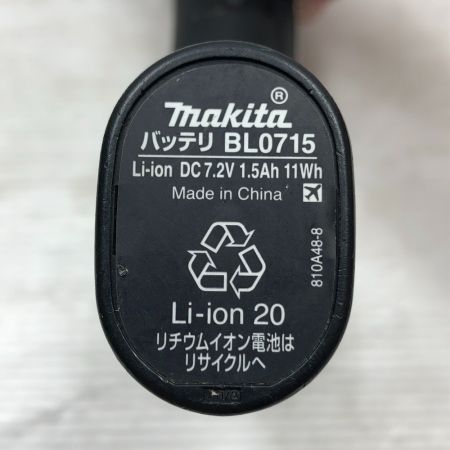 makita®
バッテリ BL0715
Li-ion DC 7.2V 1.5Ah 11Wh
Made in China
810A48-8
Li-ion 20
リチウムイオン電池は
リサイクルへ